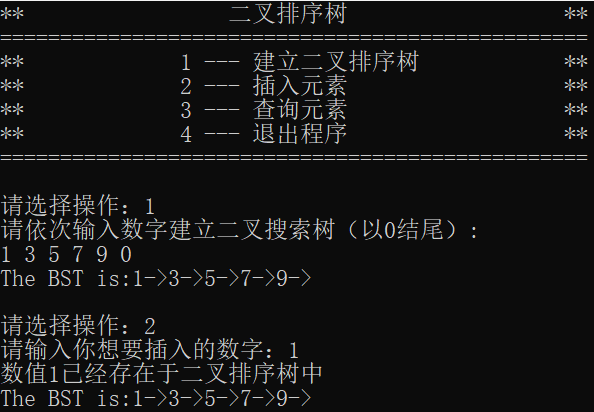 **                 二叉排序树                  **
=================================================
**             1 --- 建立二叉排序树            **
**             2 --- 插入元素                  **
**             3 --- 查询元素                  **
**             4 --- 退出程序                  **
=================================================
请选择操作：1
请依次输入数字建立二叉搜索树（以0结尾）：
1 3 5 7 9 0
The BST is:1->3->5->7->9->
请选择操作：2
请输入你想要插入的数字：1
数值1已经存在于二叉排序树中
The BST is:1->3->5->7->9->